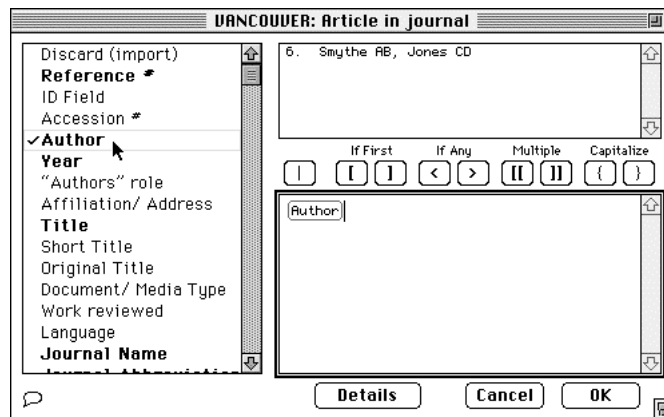 VANCOUVER: Article in journal
Discard (import)
Reference #
ID Field
Accession #
✓Author
Year
“Authors” role
Affiliation/ Address
Title
Short Title
Original Title
Document/ Media Type
Work reviewed
Language
Journal Name
Journal Abbreviation
6. Smythe AB, Jones CD
If First If Any Multiple Capitalize
| [ ] < > [[ ]] { }
Author
Details Cancel OK